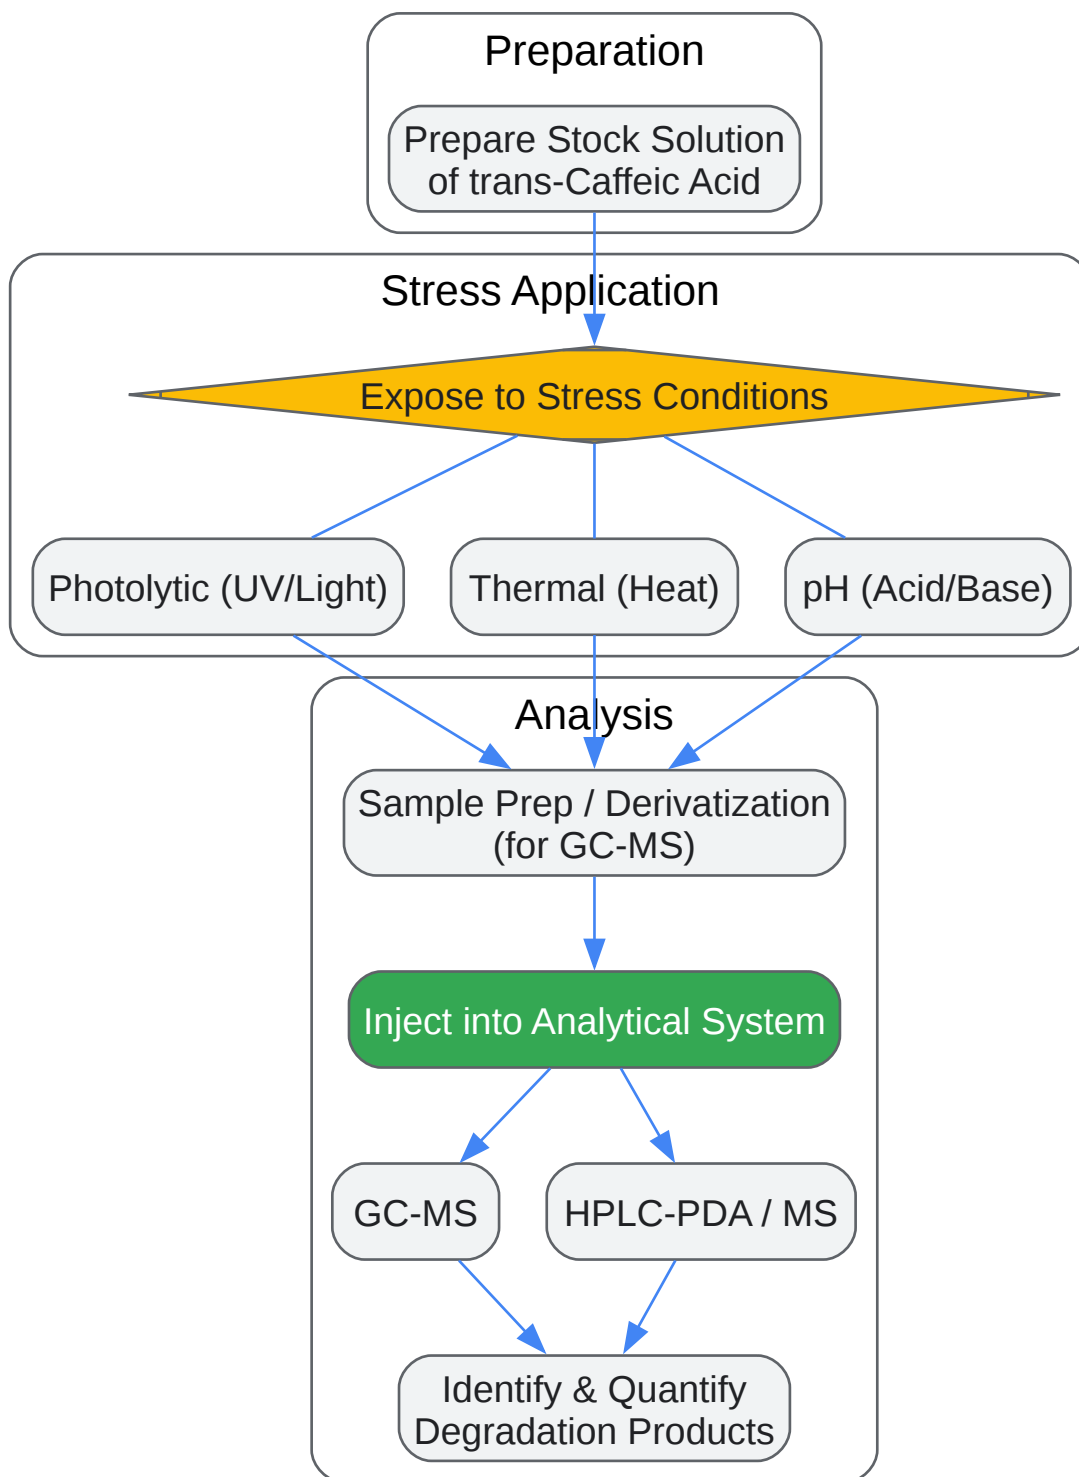 Preparation
Prepare Stock Solution
of trans-Caffeic Acid
Stress Application
Expose to Stress Conditions
Photolytic (UV/Light)
Thermal (Heat)
pH (Acid/Base)
Analysis
Sample Prep / Derivatization
(for GC-MS)
Inject into Analytical System
GC-MS
HPLC-PDA / MS
Identify & Quantify
Degradation Products